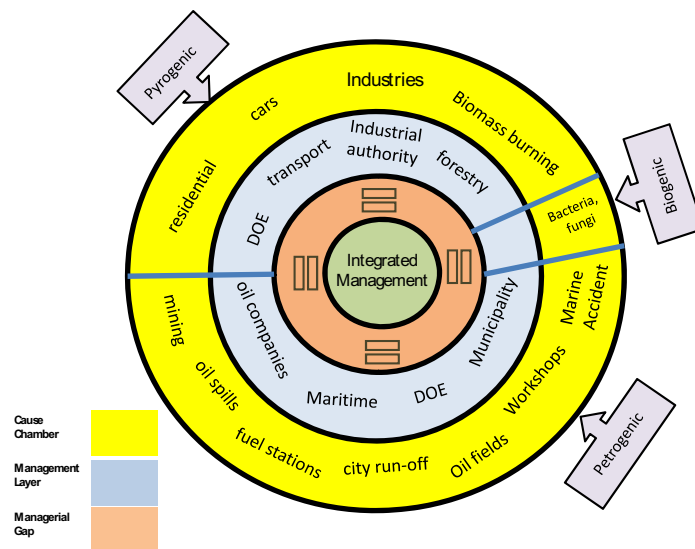 Pyrogenic
Industries
cars
Biomass burning
residential
Biogenic
Bacteria,
fungi
Industrial
authority
transport
forestry
DOE
Integrated
Management
oil companies
Maritime
DOE
Municipality
mining
oil spills
fuel stations
city run-off
Oil fields
Workshops
Marine
Accident
Petrogenic
Cause
Chamber
Management
Layer
Managerial
Gap